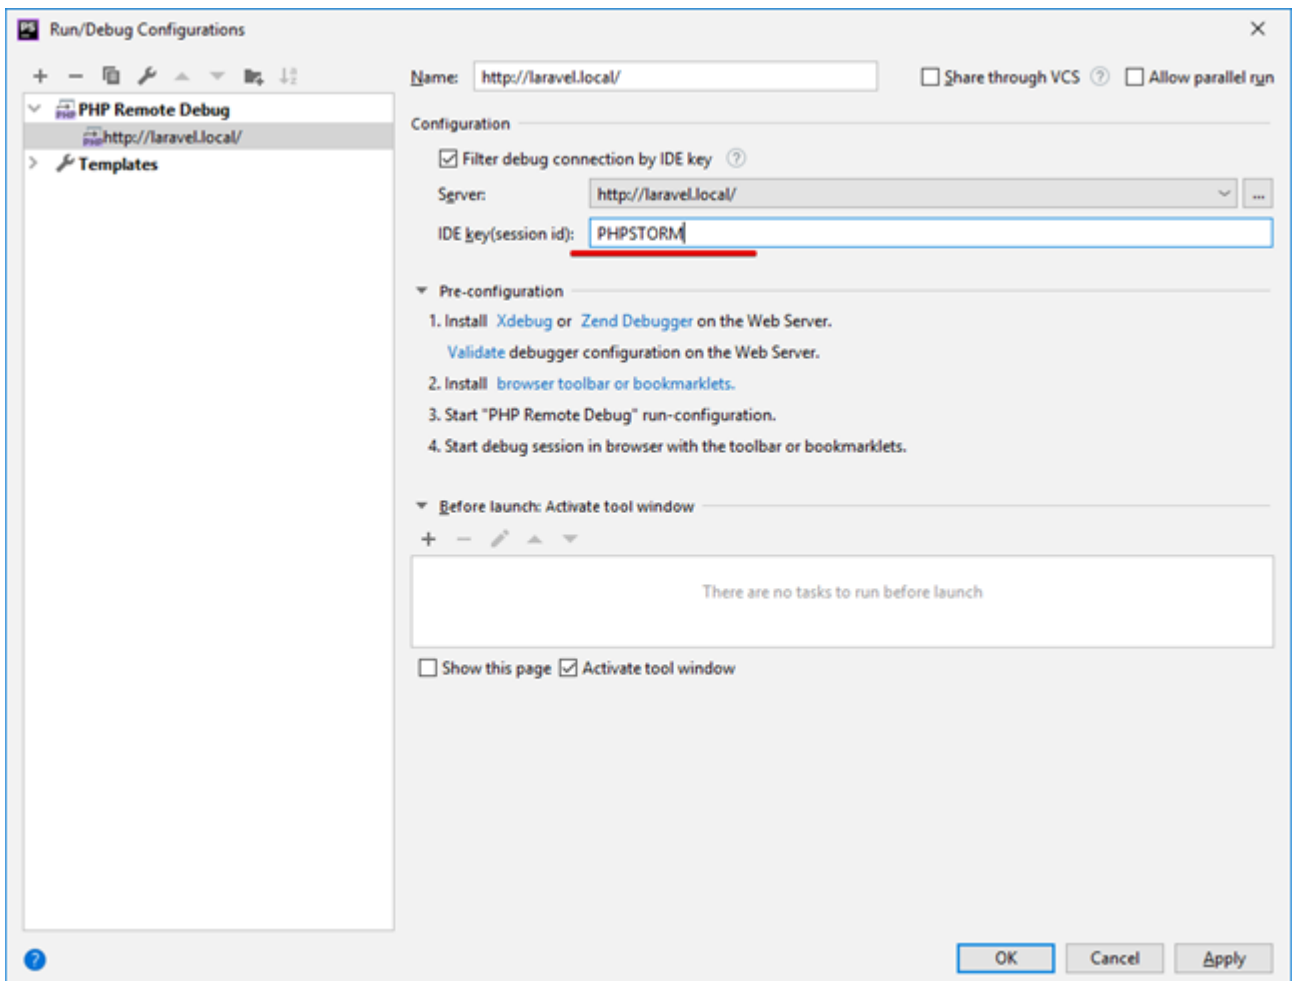 PS Run/Debug Configurations
Name: http://laravel.local/ Share through VCS ? Allow parallel run
PHP PHP Remote Debug
PHP http://laravel.local/
Templates
Configuration
Filter debug connection by IDE key ?
Server: http://laravel.local/ ...
IDE key(session id): PHPSTORM
Pre-configuration
1. Install Xdebug or Zend Debugger on the Web Server.
Validate debugger configuration on the Web Server.
2. Install browser toolbar or bookmarklets.
3. Start "PHP Remote Debug" run-configuration.
4. Start debug session in browser with the toolbar or bookmarklets.
Before launch: Activate tool window
There are no tasks to run before launch
Show this page Activate tool window
? OK Cancel Apply